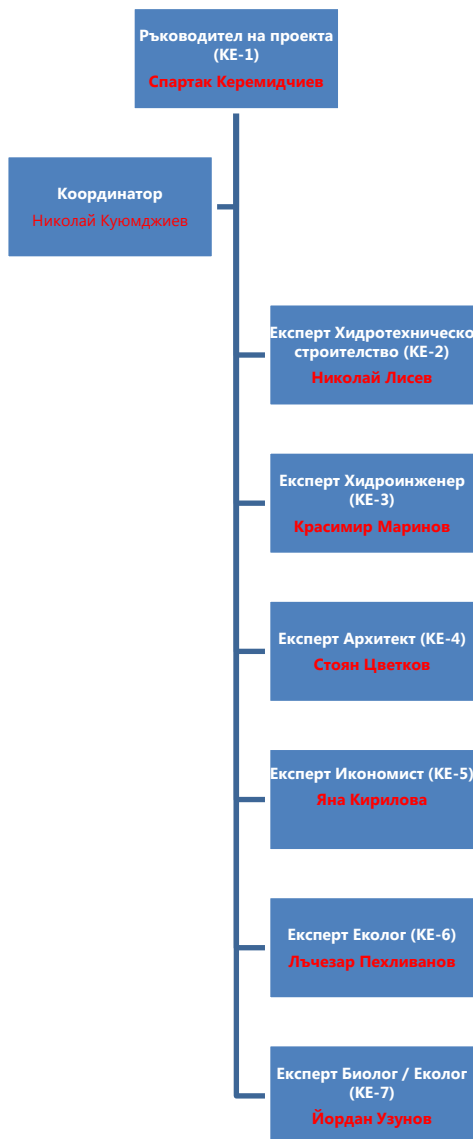 Ръководител на проекта
(КЕ-1)
Спартак Керемидчиев
Координатор
Николай Куюмджиев
Експерт Хидротехническо
строителство (КЕ-2)
Николай Лисев
Експерт Хидроинженер
(КЕ-3)
Красимир Маринов
Експерт Архитект (КЕ-4)
Стоян Цветков
Експерт Икономист (КЕ-5)
Яна Кирилова
Експерт Еколог (КЕ-6)
Лъчезар Пехливанов
Експерт Биолог / Еколог
(КЕ-7)
Йордан Узунов